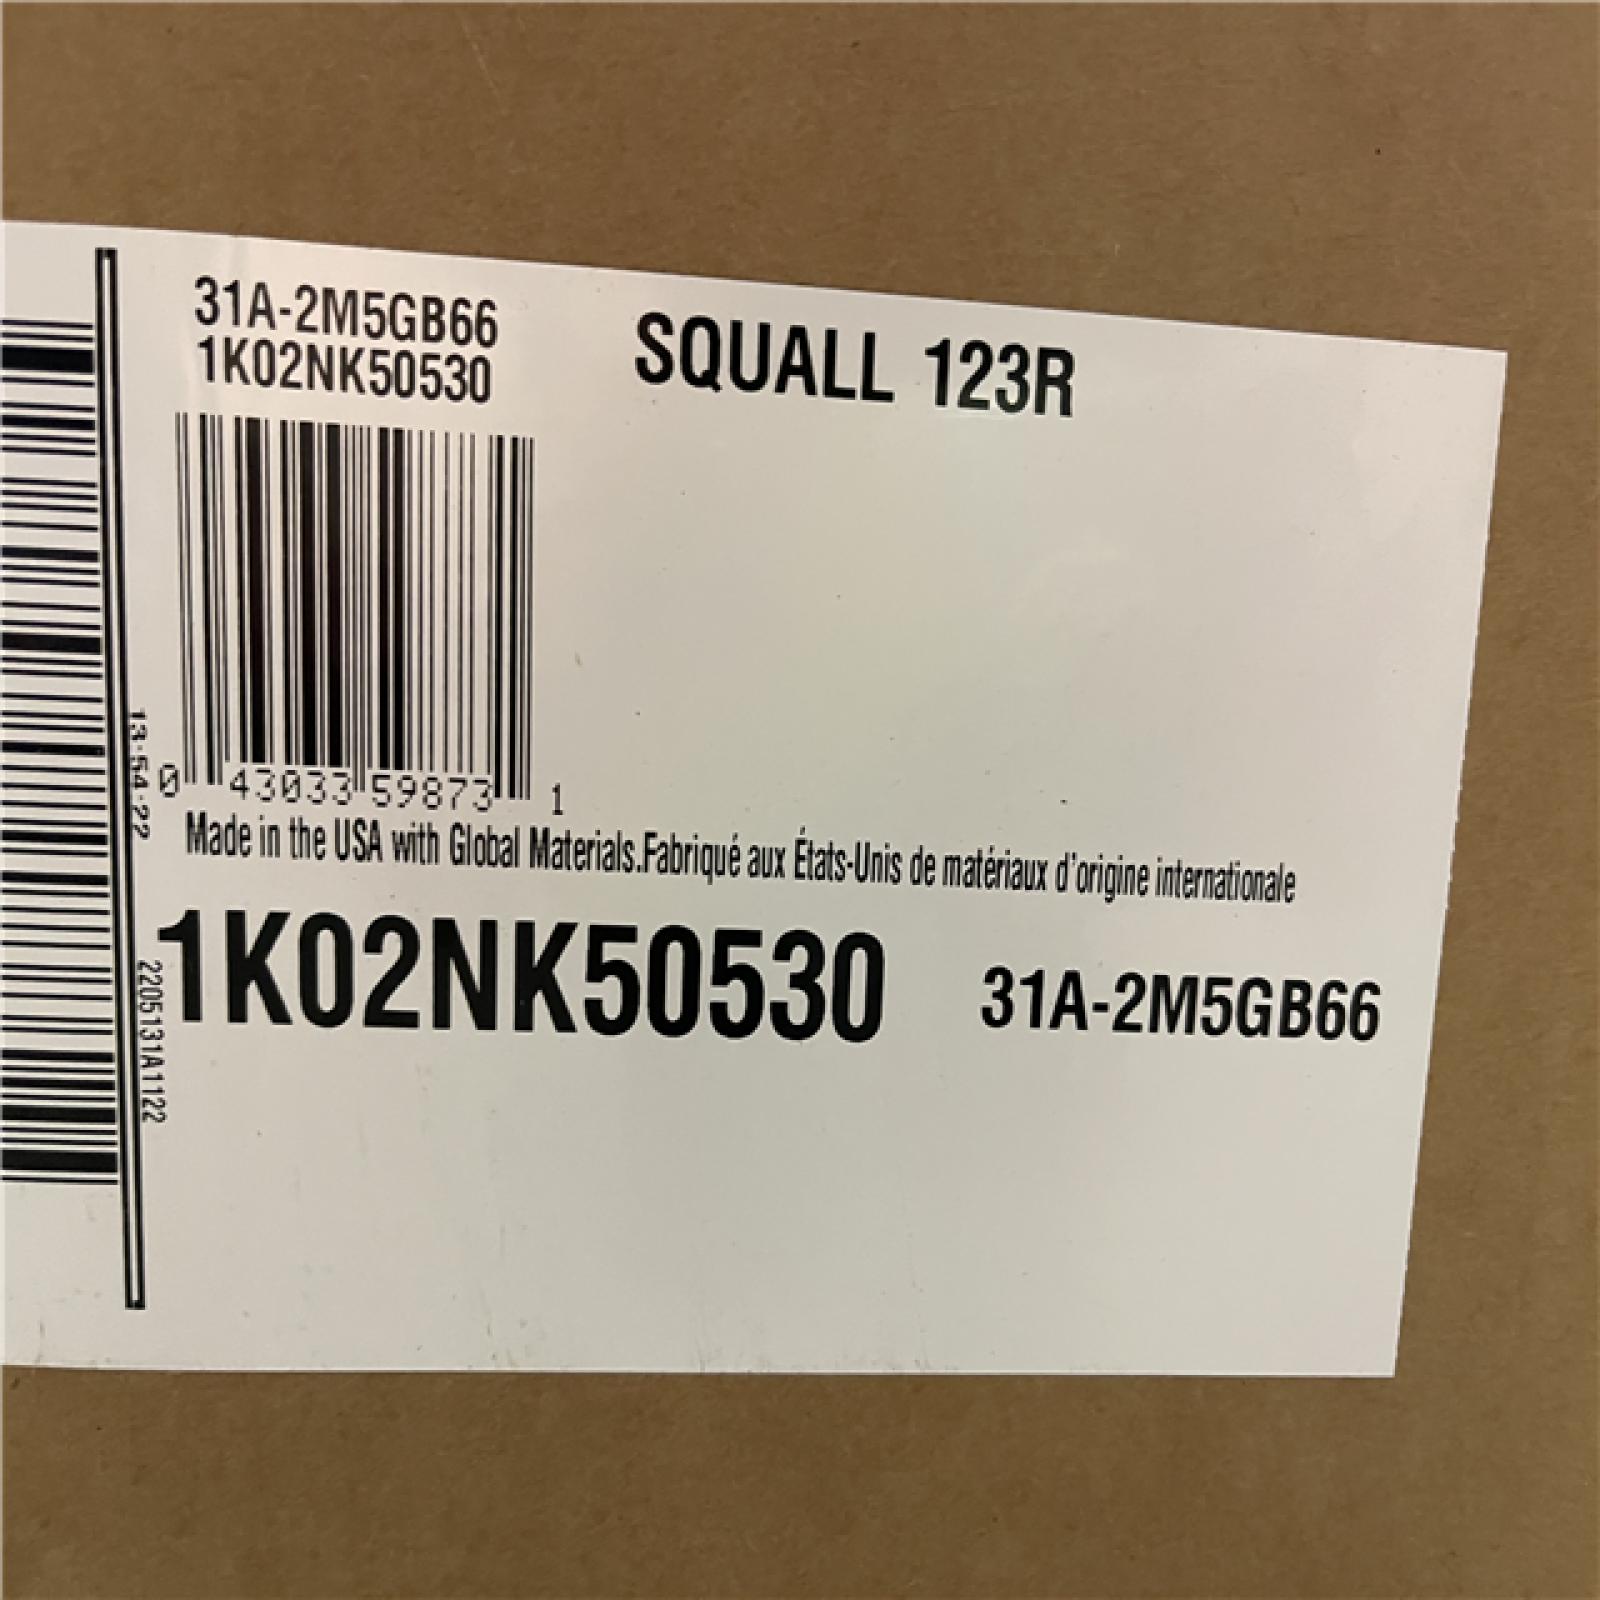 31A-2M5GB66
1K02NK50530
SQUALL 123R
0 43033 59873 1
Made in the USA with Global Materials.Fabriqué aux États-Unis de matériaux d'origine internationale
1K02NK50530 31A-2M5GB66
13:54:22
2205131A1122